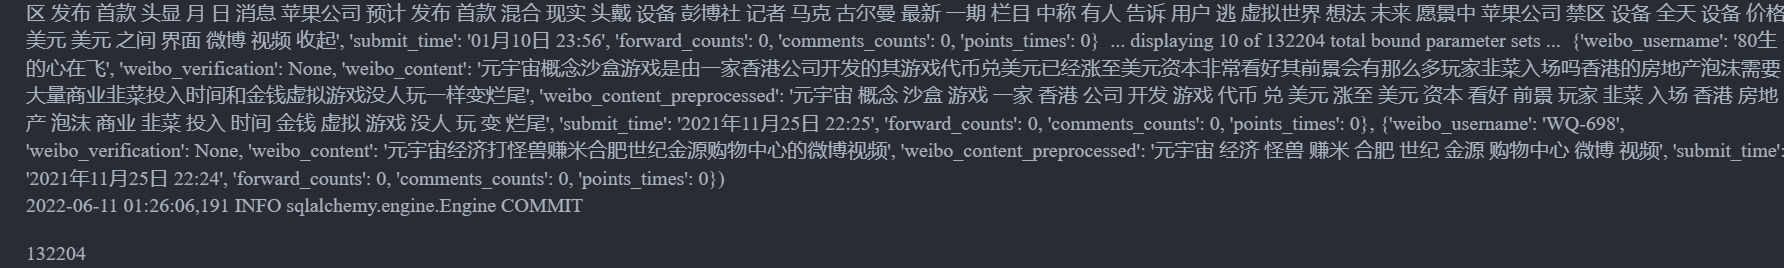 区 发布 首款 头显 月 日 消息 苹果公司 预计 发布 首款 混合 现实 头戴 设备 彭博社 记者 马克 古尔曼 最新 一期 栏目 中称 有人 告诉 用户 逃 虚拟世界 想法 未来 愿景中 苹果公司 禁区 设备 全天 设备 价格
美元 美元 之间 界面 微博 视频 收起', 'submit_time': '01月10日 23:56', 'forward_counts': 0, 'comments_counts': 0, 'points_times': 0}  ... displaying 10 of 132204 total bound parameter sets ...  {'weibo_username': '80生
的心在飞', 'weibo_verification': None, 'weibo_content': '元宇宙概念沙盒游戏是由一家香港公司开发的其游戏代币兑美元已经涨至美元资本非常看好其前景会有那么多玩家韭菜入场吗香港的房地产泡沫需要
大量商业韭菜投入时间和金钱虚拟游戏没人玩一样变烂尾', 'weibo_content_preprocessed': '元宇宙 概念 沙盒 游戏 一家 香港 公司 开发 游戏 代币 兑 美元 涨至 美元 资本 看好 前景 玩家 韭菜 入场 香港 房地
产 泡沫 商业 韭菜 投入 时间 金钱 虚拟 游戏 没人 玩 变 烂尾', 'submit_time': '2021年11月25日 22:25', 'forward_counts': 0, 'comments_counts': 0, 'points_times': 0}, {'weibo_username': 'WQ-698',
'weibo_verification': None, 'weibo_content': '元宇宙经济打怪兽赚米合肥世纪金源购物中心的微博视频', 'weibo_content_preprocessed': '元宇宙 经济 怪兽 赚米 合肥 世纪 金源 购物中心 微博 视频', 'submit_time':
'2021年11月25日 22:24', 'forward_counts': 0, 'comments_counts': 0, 'points_times': 0})
2022-06-11 01:26:06,191 INFO sqlalchemy.engine.Engine COMMIT
132204